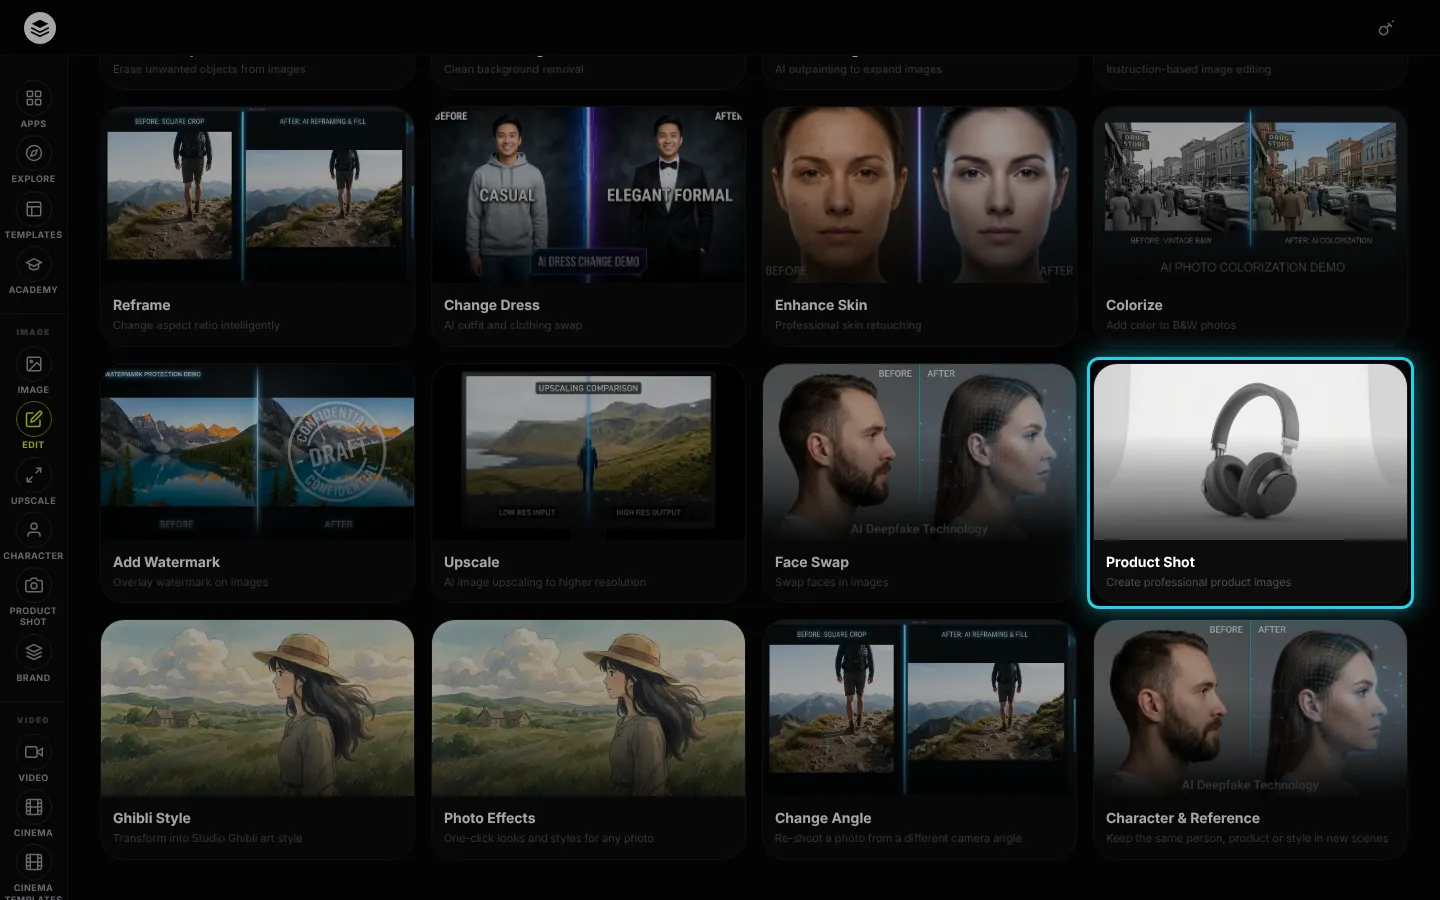 Erase unwanted objects from images
Clean background removal
AI outpainting to expand images
Instruction-based image editing
APPS
EXPLORE
TEMPLATES
ACADEMY
IMAGE
IMAGE
EDIT
UPSCALE
CHARACTER
PRODUCT
SHOT
BRAND
VIDEO
VIDEO
CINEMA
CINEMA
TEMPLATES
BEFORE: SQUARE CROP
AFTER: AI REFRAMING & FILL
Reframe
Change aspect ratio intelligently
BEFORE
AFTER
CASUAL
ELEGANT FORMAL
AI DRESS CHANGE DEMO
Change Dress
AI outfit and clothing swap
BEFORE
AFTER
Enhance Skin
Professional skin retouching
DRUG
STORE
DRUG
STORE
BEFORE: VINTAGE B&W
AFTER: AI COLORIZATION
AI PHOTO COLORIZATION DEMO
Colorize
Add color to B&W photos
WATERMARK PROTECTION DEMO
CONFIDENTIAL
DRAFT
CONFIDENTIAL
BEFORE
AFTER
Add Watermark
Overlay watermark on images
UPSCALING COMPARISON
LOW RES INPUT
HIGH RES OUTPUT
Upscale
AI image upscaling to higher resolution
BEFORE
AFTER
AI Deepfake Technology
Face Swap
Swap faces in images
Product Shot
Create professional product images
Ghibli Style
Transform into Studio Ghibli art style
Photo Effects
One-click looks and styles for any photo
BEFORE: SQUARE CROP
AFTER: AI REFRAMING & FILL
Change Angle
Re-shoot a photo from a different camera angle
BEFORE
AFTER
AI Deepfake Technology
Character & Reference
Keep the same person, product or style in new scenes